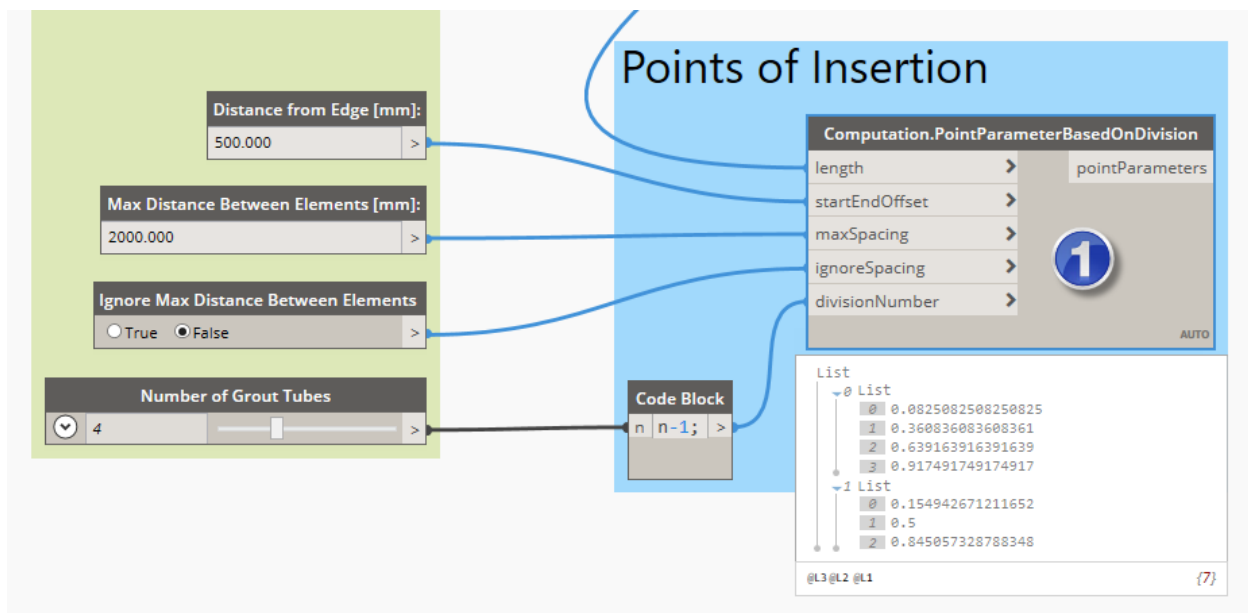 Points of Insertion
Distance from Edge [mm]:
500.000 >
Max Distance Between Elements [mm]:
2000.000 >
Ignore Max Distance Between Elements
True False >
Number of Grout Tubes
4 >
Code Block
n n-1; >
Computation.PointParameterBasedOnDivision
length > pointParameters
startEndOffset >
maxSpacing >
ignoreSpacing >
divisionNumber >
1
AUTO
List
0 List
0 0.0825082508250825
1 0.360836083608361
2 0.639163916391639
3 0.917491749174917
1 List
0 0.154942671211652
1 0.5
2 0.845057328788348
@L3 @L2 @L1 {7}